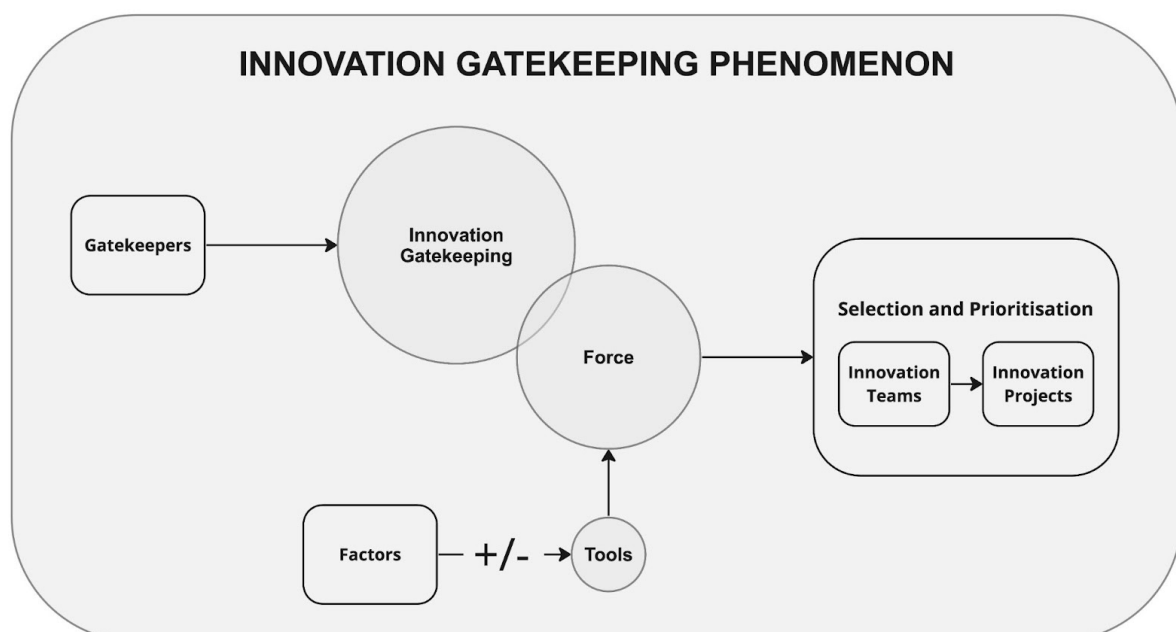 INNOVATION GATEKEEPING PHENOMENON
Gatekeepers
Innovation
Gatekeeping
Force
Selection and Prioritisation
Innovation
Teams
Innovation
Projects
Factors
+/-
Tools